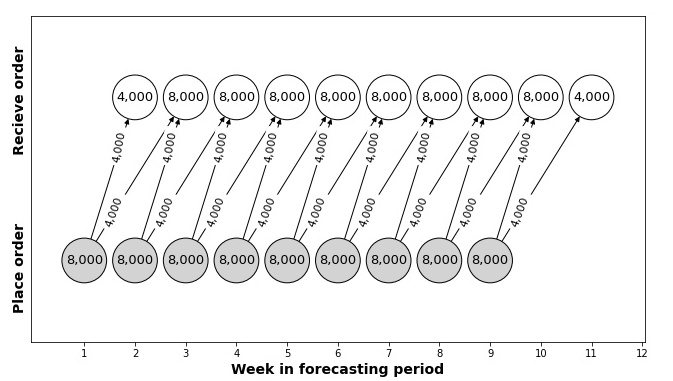 Recieve order
4,000 8,000 8,000 8,000 8,000 8,000 8,000 8,000 8,000 4,000
4,000 4,000 4,000 4,000 4,000 4,000 4,000 4,000 4,000
4,000 4,000 4,000 4,000 4,000 4,000 4,000 4,000 4,000
Place order
8,000 8,000 8,000 8,000 8,000 8,000 8,000 8,000 8,000
1 2 3 4 5 6 7 8 9 10 11 12
Week in forecasting period